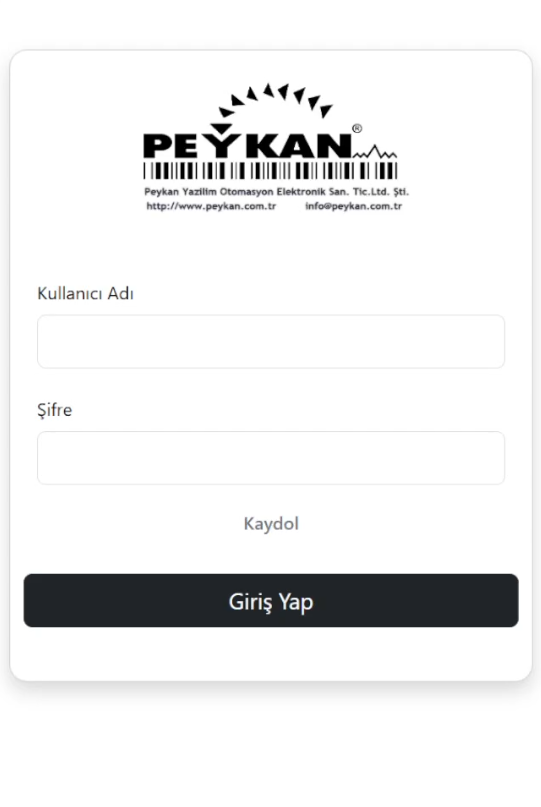 PEYKAN®
Peykan Yazilim Otomasyon Elektronik San. Tic.Ltd. Şti.
http://www.peykan.com.tr info@peykan.com.tr
Kullanıcı Adı
Şifre
Kaydol
Giriş Yap